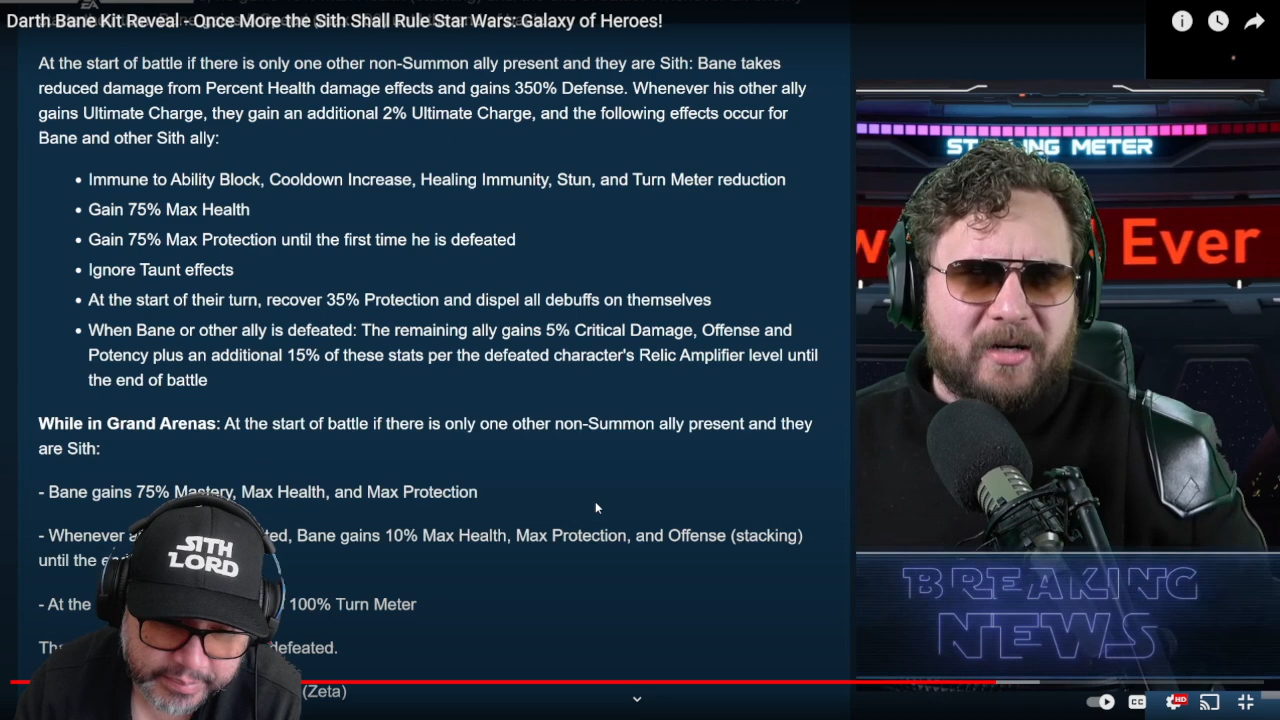 Darth Bane Kit Reveal - Once More the Sith Shall Rule Star Wars: Galaxy of Heroes!
At the start of battle if there is only one other non-Summon ally present and they are Sith: Bane takes
reduced damage from Percent Health damage effects and gains 350% Defense. Whenever his other ally
gains Ultimate Charge, they gain an additional 2% Ultimate Charge, and the following effects occur for
Bane and other Sith ally:
• Immune to Ability Block, Cooldown Increase, Healing Immunity, Stun, and Turn Meter reduction
• Gain 75% Max Health
• Gain 75% Max Protection until the first time he is defeated
• Ignore Taunt effects
• At the start of their turn, recover 35% Protection and dispel all debuffs on themselves
• When Bane or other ally is defeated: The remaining ally gains 5% Critical Damage, Offense and
Potency plus an additional 15% of these stats per the defeated character's Relic Amplifier level until
the end of battle
While in Grand Arenas: At the start of battle if there is only one other non-Summon ally present and they
are Sith:
- Bane gains 75% Mastery, Max Health, and Max Protection
- Whenever Bane gains 10% Max Health, Max Protection, and Offense (stacking)
until the
- At the 100% Turn Meter
defeated.
(Zeta)
METER
Ever
BREAKING
NEWS
SITH
LORD
CC
HD